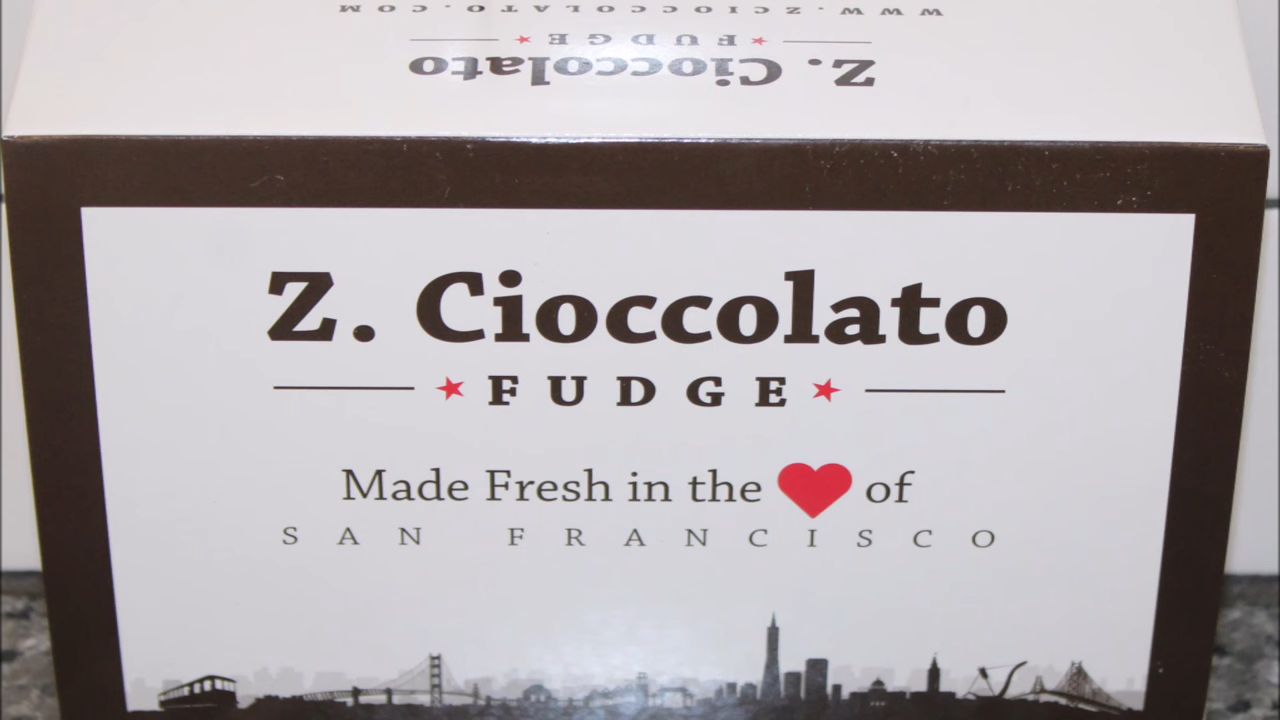 WWW.ZCIOCCOLATO.COM
FUDGE
Z. Cioccolato
Z. Cioccolato
FUDGE
Made Fresh in the of
SAN FRANCISCO